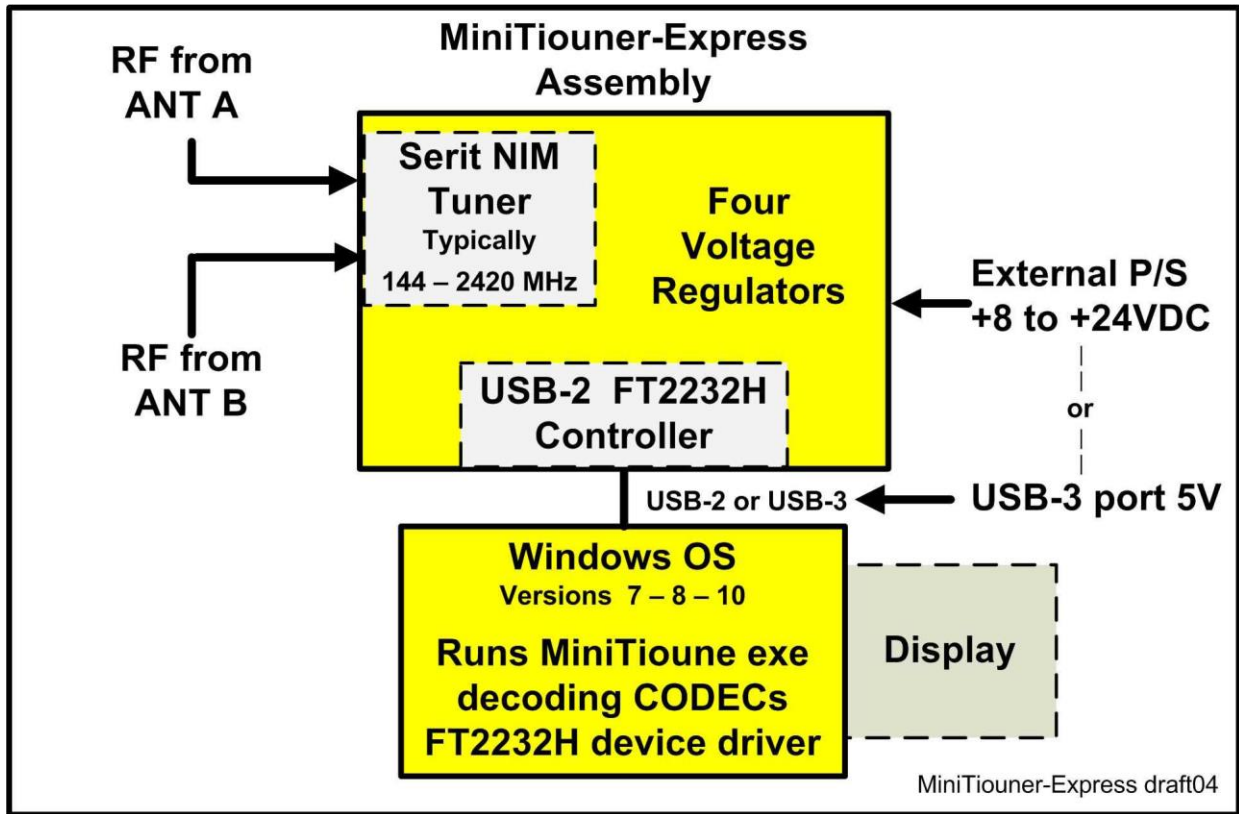 MiniTiouner-Express
Assembly
RF from
ANT A
Serit NIM
Tuner
Typically
144 – 2420 MHz
Four
Voltage
Regulators
External P/S
+8 to +24VDC
or
USB-3 port 5V
RF from
ANT B
USB-2 FT2232H
Controller
USB-2 or USB-3
Windows OS
Versions 7 – 8 – 10
Runs MiniTioune exe
decoding CODECs
FT2232H device driver
Display
MiniTiouner-Express draft04